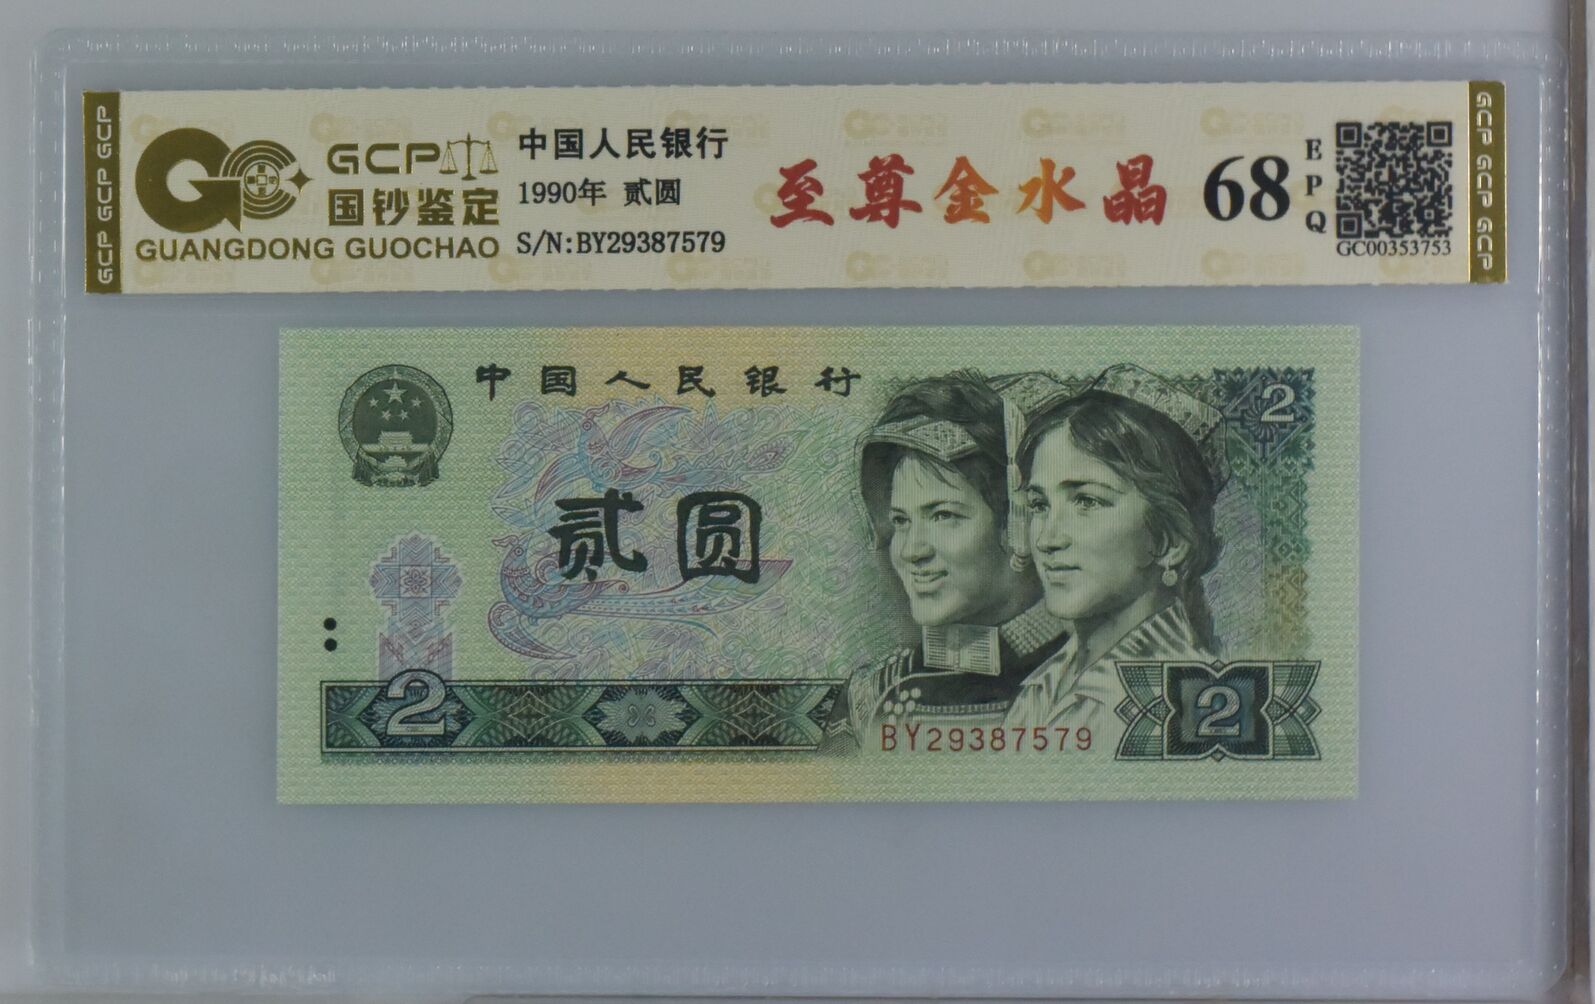 GCP GCP GCP
GCP
国钞鉴定
GUANGDONG GUOCHAO
中国人民银行
1990年 贰圆
S/N:BY29387579
至尊金水晶
68
EPQ
GC00353753
GCP GCP GCP
中国人民银行
2
贰圆
2
BY29387579
2